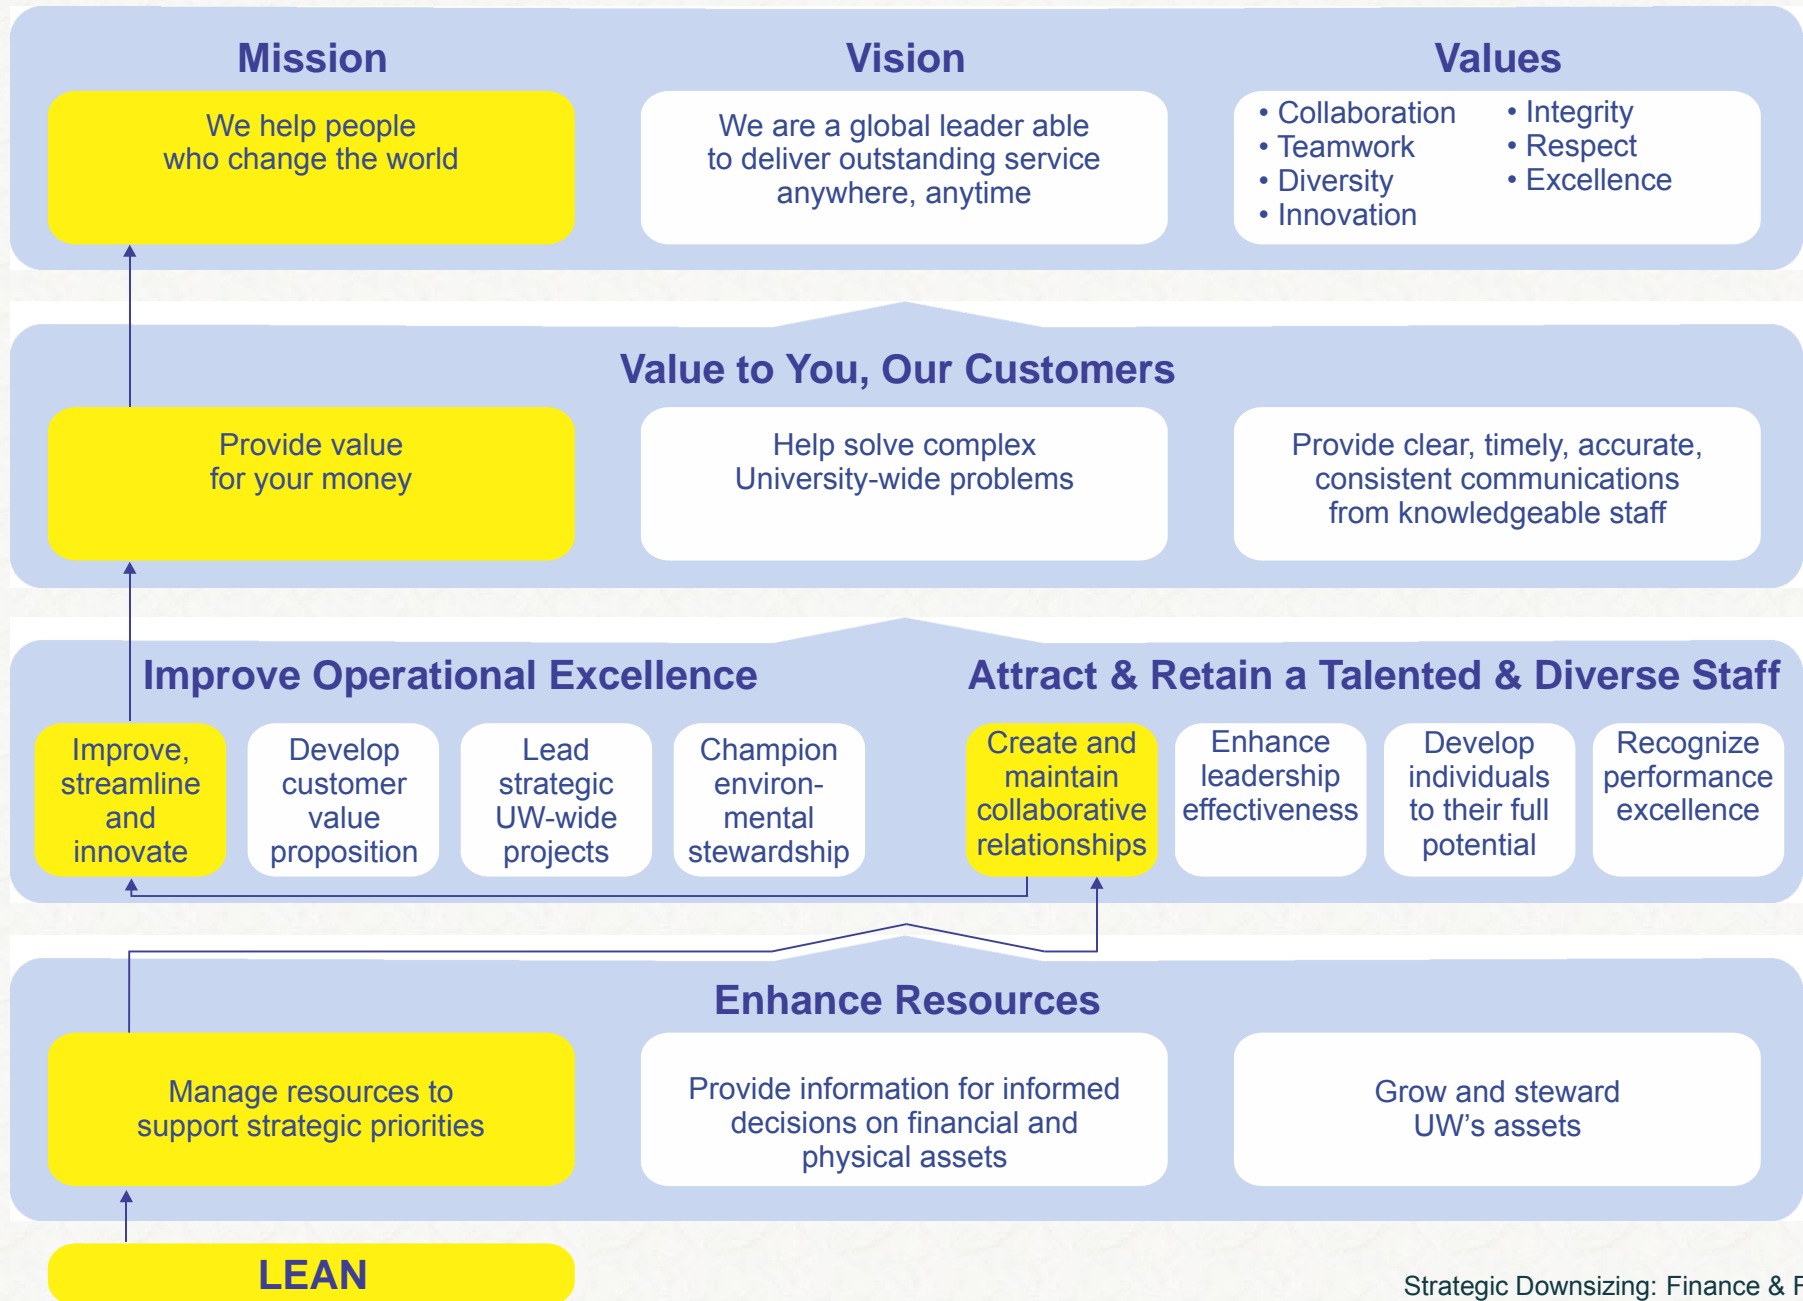 Mission
We help people
who change the world
Vision
We are a global leader able
to deliver outstanding service
anywhere, anytime
Values
• Collaboration
• Teamwork
• Diversity
• Innovation
• Integrity
• Respect
• Excellence
Value to You, Our Customers
Provide value
for your money
Help solve complex
University-wide problems
Provide clear, timely, accurate,
consistent communications
from knowledgeable staff
Improve Operational Excellence
Improve,
streamline
and
innovate
Develop
customer
value
proposition
Lead
strategic
UW-wide
projects
Champion
environ-
mental
stewardship
Attract & Retain a Talented & Diverse Staff
Create and
maintain
collaborative
relationships
Enhance
leadership
effectiveness
Develop
individuals
to their full
potential
Recognize
performance
excellence
Enhance Resources
Manage resources to
support strategic priorities
Provide information for informed
decisions on financial and
physical assets
Grow and steward
UW's assets
LEAN
Strategic Downsizing: Finance &